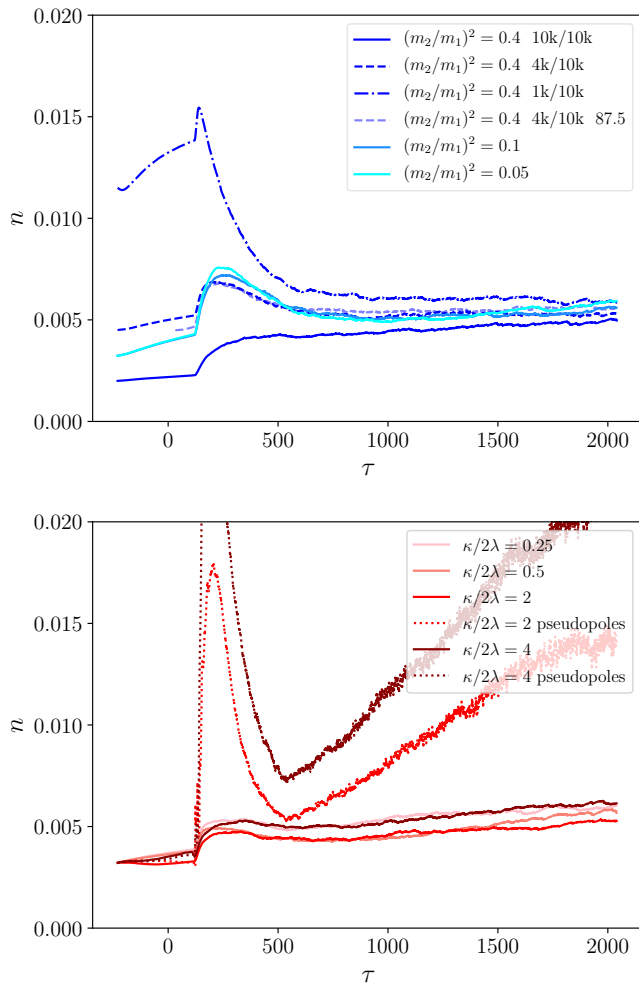 0.020
0.015
0.010
0.005
0.000
n
(m₂/m₁)² = 0.4 10k/10k
(m₂/m₁)² = 0.4 4k/10k
(m₂/m₁)² = 0.4 1k/10k
(m₂/m₁)² = 0.4 4k/10k 87.5
(m₂/m₁)² = 0.1
(m₂/m₁)² = 0.05
0 500 1000 1500 2000
τ
0.020
0.015
0.010
0.005
0.000
n
κ/2λ = 0.25
κ/2λ = 0.5
κ/2λ = 2
κ/2λ = 2 pseudopoles
κ/2λ = 4
κ/2λ = 4 pseudopoles
0 500 1000 1500 2000
τ